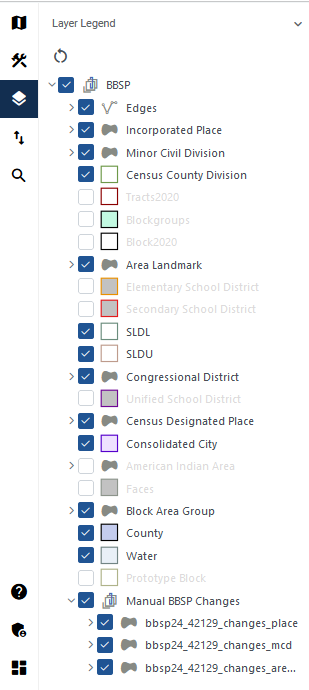 Layer Legend
BBSP
Edges
Incorporated Place
Minor Civil Division
Census County Division
Tracts2020
Blockgroups
Block2020
Area Landmark
Elementary School District
Secondary School District
SLDL
SLDU
Congressional District
Unified School District
Census Designated Place
Consolidated City
American Indian Area
Faces
Block Area Group
County
Water
Prototype Block
Manual BBSP Changes
bbsp24_42129_changes_place
bbsp24_42129_changes_mcd
bbsp24_42129_changes_are...